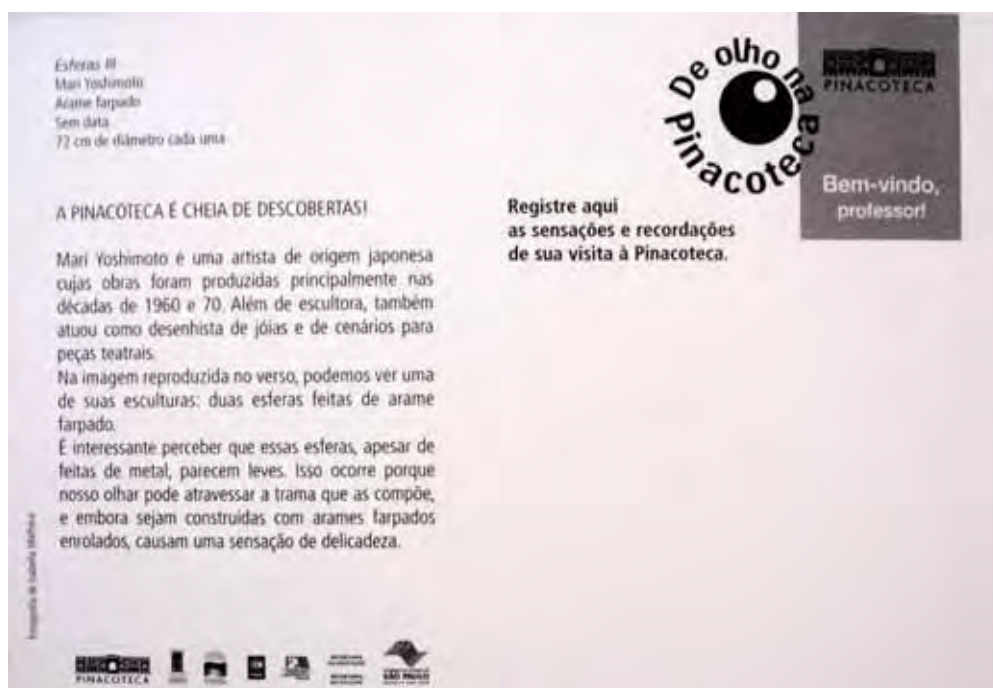 Esferas III
Mari Yoshimoto
Arame farpado
Sem data
72 cm de diâmetro cada uma
A PINACOTECA É CHEIA DE DESCOBERTAS!
Mari Yoshimoto é uma artista de origem japonesa
cujas obras foram produzidas principalmente nas
décadas de 1960 e 70. Além de escultora, também
atuou como desenhista de jóias e de cenários para
peças teatrais.
Na imagem reproduzida no verso, podemos ver uma
de suas esculturas: duas esferas feitas de arame
farpado.
É interessante perceber que essas esferas, apesar de
feitas de metal, parecem leves. Isso ocorre porque
nosso olhar pode atravessar a trama que as compõe,
e embora sejam construídas com arames farpados
enrolados, causam uma sensação de delicadeza.
Fotografia de Isabella
PINACOTECA
SÃO PAULO
De olho na Pinacoteca
PINACOTECA
Bem-vindo,
professor!
Registre aqui
as sensações e recordações
de sua visita à Pinacoteca.